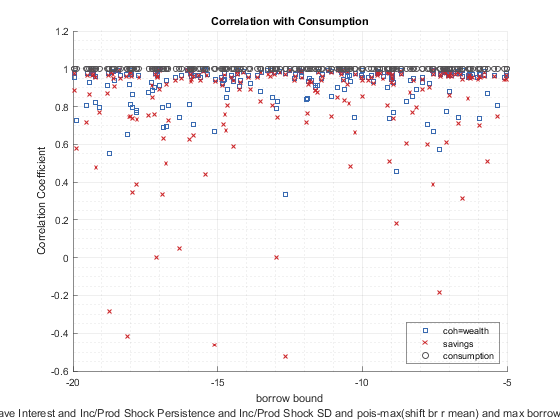 Correlation with Consumption
1.2
1
0.8
0.6
0.4
0.2
0
-0.2
-0.4
-0.6
Correlation Coefficient
-20
-15
-10
-5
coh=wealth
savings
consumption
borrow bound
ave Interest and Inc/Prod Shock Persistence and Inc/Prod Shock SD and pois-max(shift br r mean) and max borrow